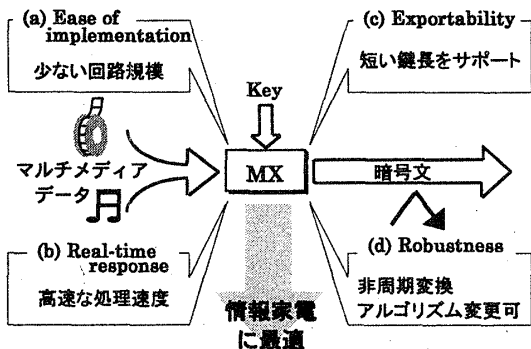 (a) Ease of
implementation
少ない回路規模
(c) Exportability
短い鍵長をサポート
Key
マルチメディア
データ
MX
暗号文
(b) Real-time
response
高速な処理速度
(d) Robustness
非周期変換
アルゴリズム変更可
情報家電
に最適